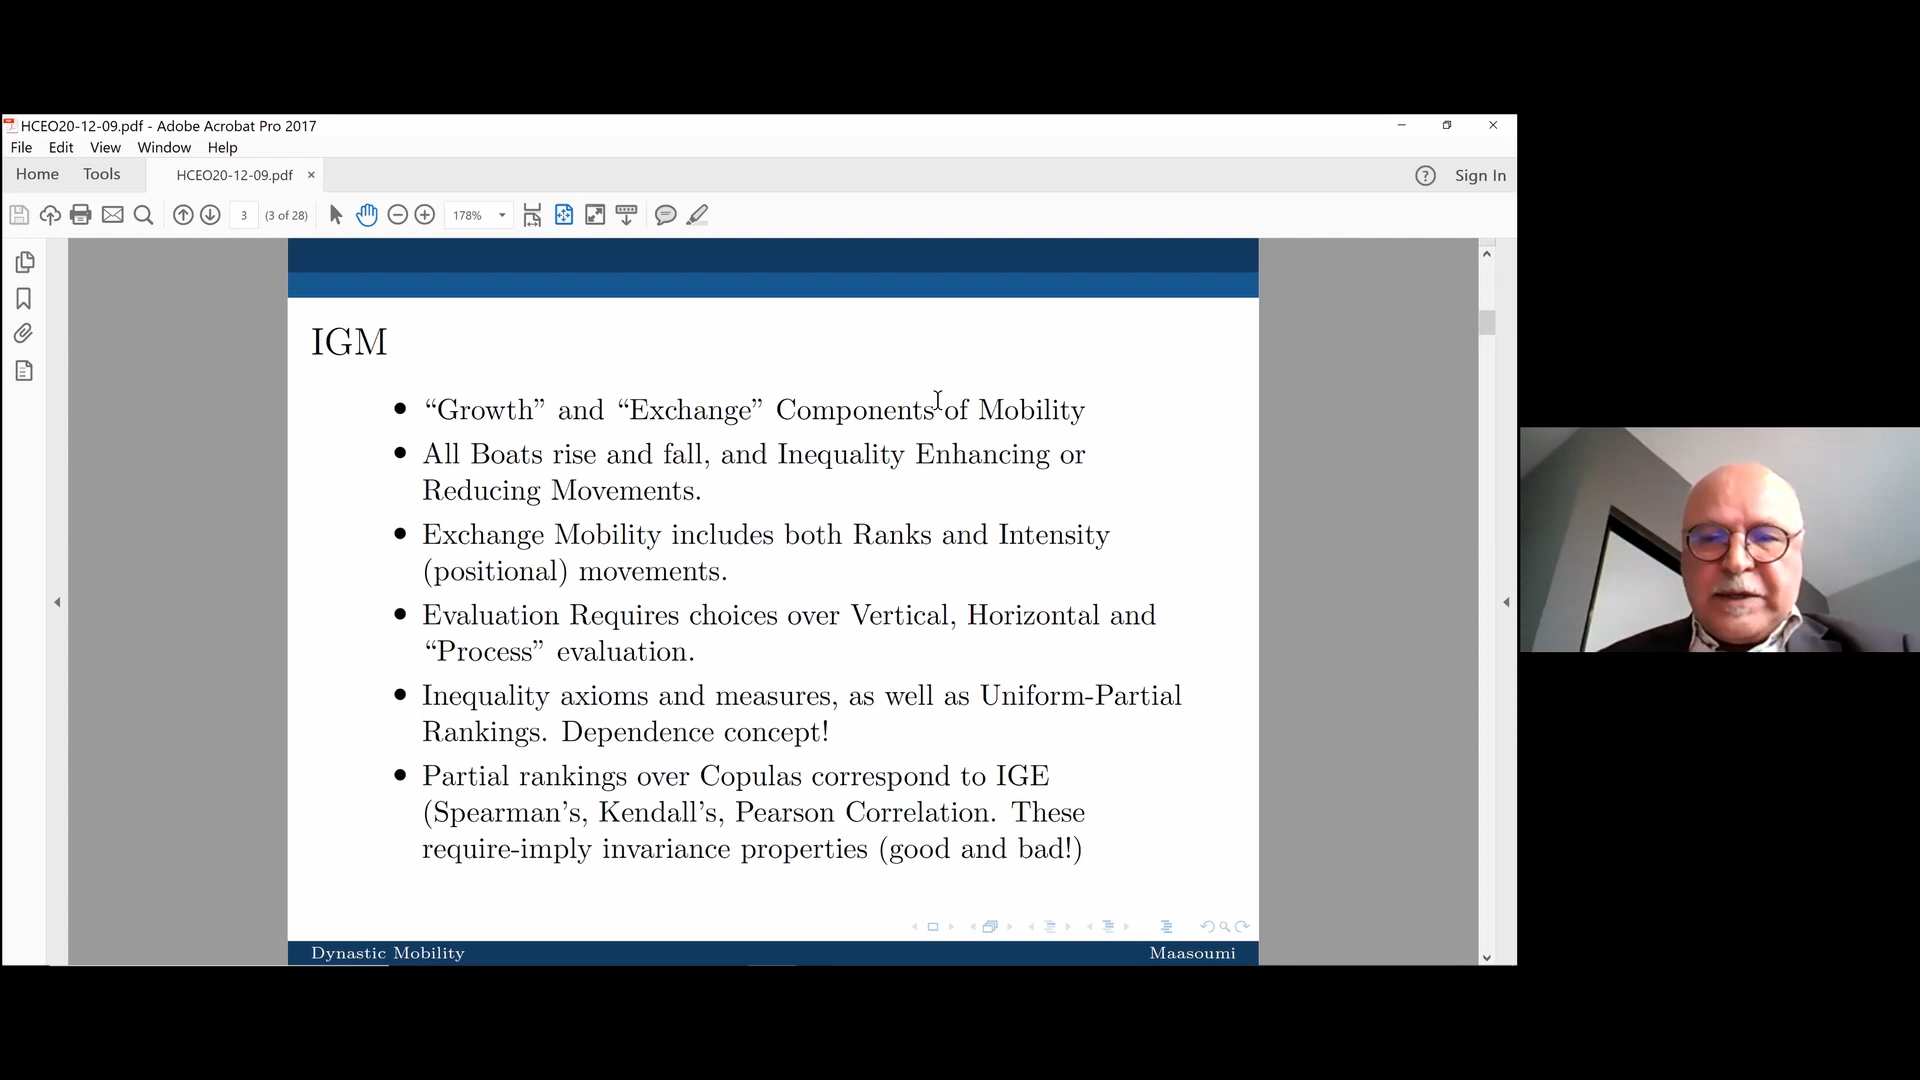 HCEO20-12-09.pdf - Adobe Acrobat Pro 2017
File Edit View Window Help
Home Tools HCEO20-12-09.pdf × ? Sign In
3 (3 of 28) 178%
IGM
• “Growth” and “Exchange” Components of Mobility
• All Boats rise and fall, and Inequality Enhancing or
Reducing Movements.
• Exchange Mobility includes both Ranks and Intensity
(positional) movements.
• Evaluation Requires choices over Vertical, Horizontal and
“Process” evaluation.
• Inequality axioms and measures, as well as Uniform-Partial
Rankings. Dependence concept!
• Partial rankings over Copulas correspond to IGE
(Spearman’s, Kendall’s, Pearson Correlation. These
require-imply invariance properties (good and bad!)
Dynastic Mobility Maasoumi